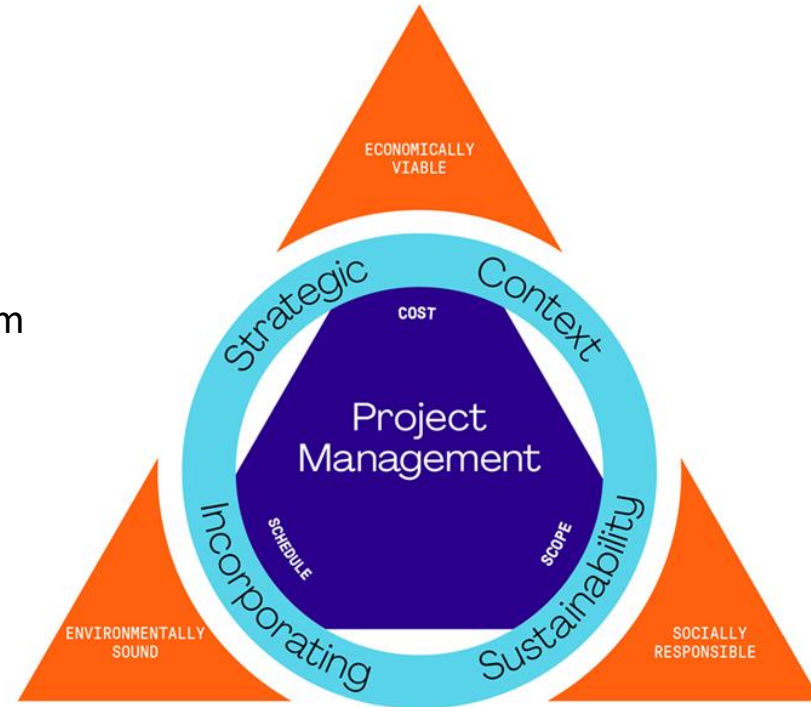 ECONOMICALLY
VIABLE
Strategic
Context
m
COST
Project
Management
SCHEDULE
SCOPE
Incorporating
Sustainability
ENVIRONMENTALLY
SOUND
SOCIALLY
RESPONSIBLE